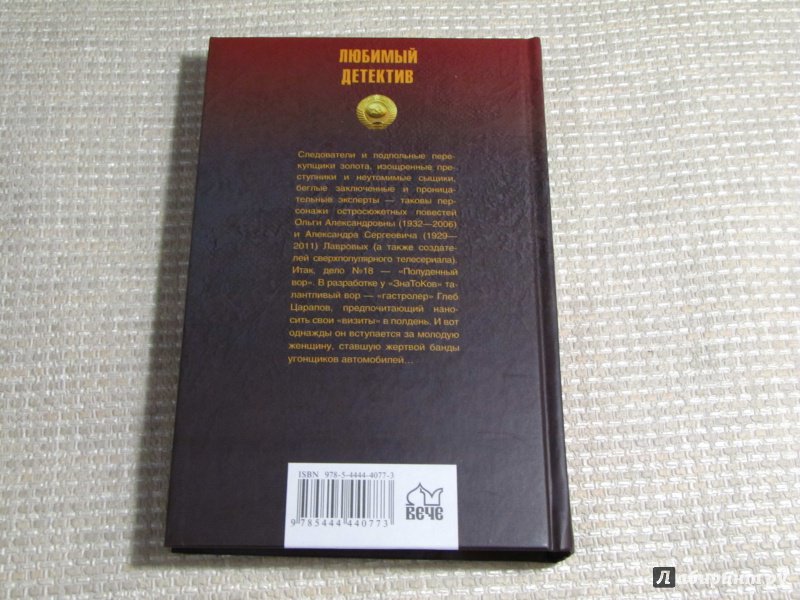 ЛЮБИМЫЙ
ДЕТЕКТИВ
Следователи и подпольные пере-
купщики золота, изощренные пре-
ступники и неутомимые сыщики,
беглые заключенные и проница-
тельные эксперты — таковы пер-
сонажи остросюжетных повестей
Ольги Александровны (1932—2006)
и Александра Сергеевича (1929—
2011) Лавровых (а также создате-
лей сверхпопулярного телесериала).
Итак, дело №18 — «Полуденный
вор». В разработке у «ЗнаТоКов» та-
лантливый вор — «гастролер» Глеб
Царапов, предпочитающий нано-
сить свои «визиты» в полдень. И вот
однажды он вступается за молодую
женщину, ставшую жертвой банды
угонщиков автомобилей...
ISBN 978-5-4444-4077-3
9 785444 440773
ВЕЧЕ
Лабиринт.ру